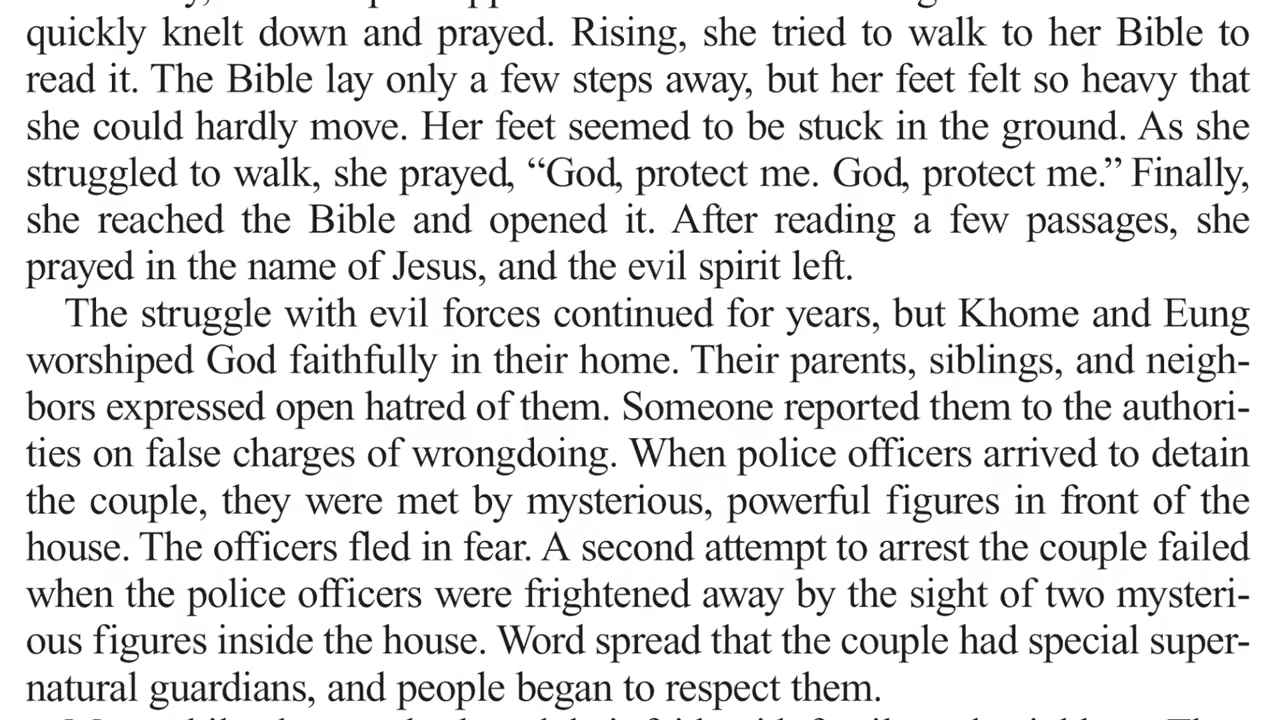 quickly knelt down and prayed. Rising, she tried to walk to her Bible to
read it. The Bible lay only a few steps away, but her feet felt so heavy that
she could hardly move. Her feet seemed to be stuck in the ground. As she
struggled to walk, she prayed, “God, protect me. God, protect me.” Finally,
she reached the Bible and opened it. After reading a few passages, she
prayed in the name of Jesus, and the evil spirit left.
The struggle with evil forces continued for years, but Khome and Eung
worshiped God faithfully in their home. Their parents, siblings, and neigh-
bors expressed open hatred of them. Someone reported them to the authori-
ties on false charges of wrongdoing. When police officers arrived to detain
the couple, they were met by mysterious, powerful figures in front of the
house. The officers fled in fear. A second attempt to arrest the couple failed
when the police officers were frightened away by the sight of two mysteri-
ous figures inside the house. Word spread that the couple had special super-
natural guardians, and people began to respect them.